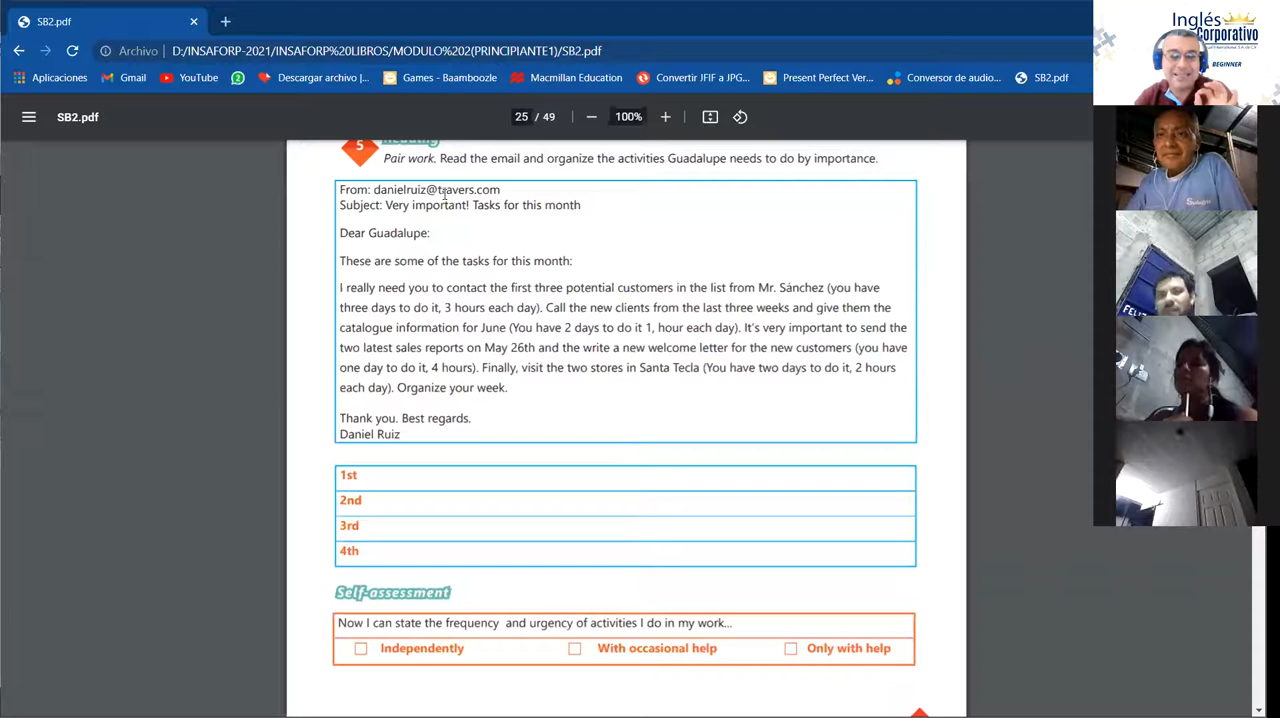 SB2.pdf
Archivo
D:/INSAFORP-2021/INSAFORP%20LIBROS/MODULO%202(PRINCIPIANTE1)/SB2.pdf
Aplicaciones
Gmail
YouTube
Descargar archivo |...
Games - Baamboozle
Macmillan Education
Convertir JFIF a JPG...
Present Perfect Ver...
Conversor de audio...
SB2.pdf
SB2.pdf
25 / 49
100%
5
Reading
Pair work. Read the email and organize the activities Guadalupe needs to do by importance.
From: danielruiz@travers.com
Subject: Very important! Tasks for this month
Dear Guadalupe:
These are some of the tasks for this month:
I really need you to contact the first three potential customers in the list from Mr. Sánchez (you have
three days to do it, 3 hours each day). Call the new clients from the last three weeks and give them the
catalogue information for June (You have 2 days to do it 1, hour each day). It's very important to send the
two latest sales reports on May 26th and the write a new welcome letter for the new customers (you have
one day to do it, 4 hours). Finally, visit the two stores in Santa Tecla (You have two days to do it, 2 hours
each day). Organize your week.
Thank you. Best regards.
Daniel Ruiz
1st
2nd
3rd
4th
Self-assessment
Now I can state the frequency and urgency of activities I do in my work...
Independently
With occasional help
Only with help
Inglés
Corporativo
BEGINNER